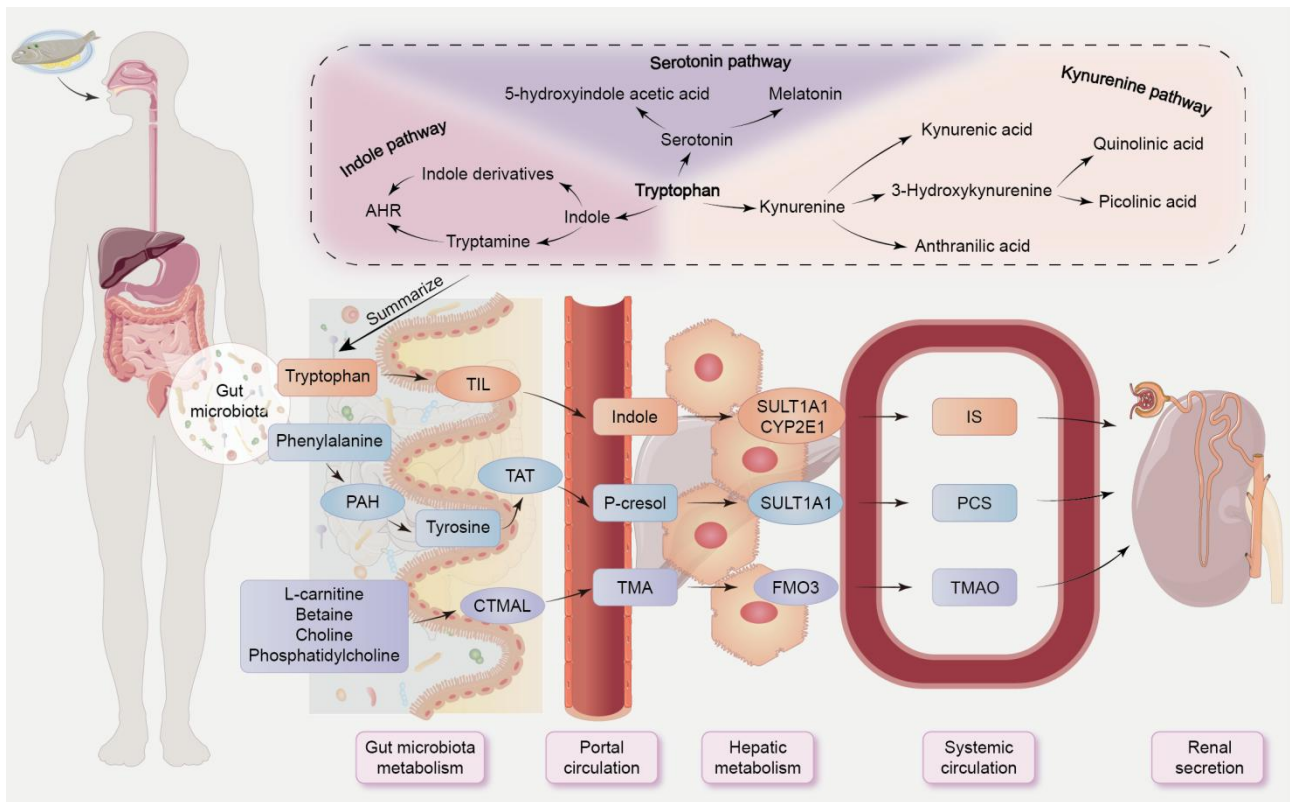 Serotonin pathway
5-hydroxyindole acetic acid
Melatonin
Serotonin
Kynurenine pathway
Kynurenic acid
Quinolinic acid
3-Hydroxykynurenine
Picolinic acid
Kynurenine
Anthranilic acid
Indole pathway
Indole derivatives
AHR
Indole
Tryptamine
Tryptophan
Summarize
Gut
microbiota
Tryptophan
TIL
Indole
SULT1A1
CYP2E1
IS
Phenylalanine
PAH
Tyrosine
TAT
P-cresol
SULT1A1
PCS
L-carnitine
Betaine
Choline
Phosphatidylcholine
CTMAL
TMA
FMO3
TMAO
Gut microbiota
metabolism
Portal
circulation
Hepatic
metabolism
Systemic
circulation
Renal
secretion